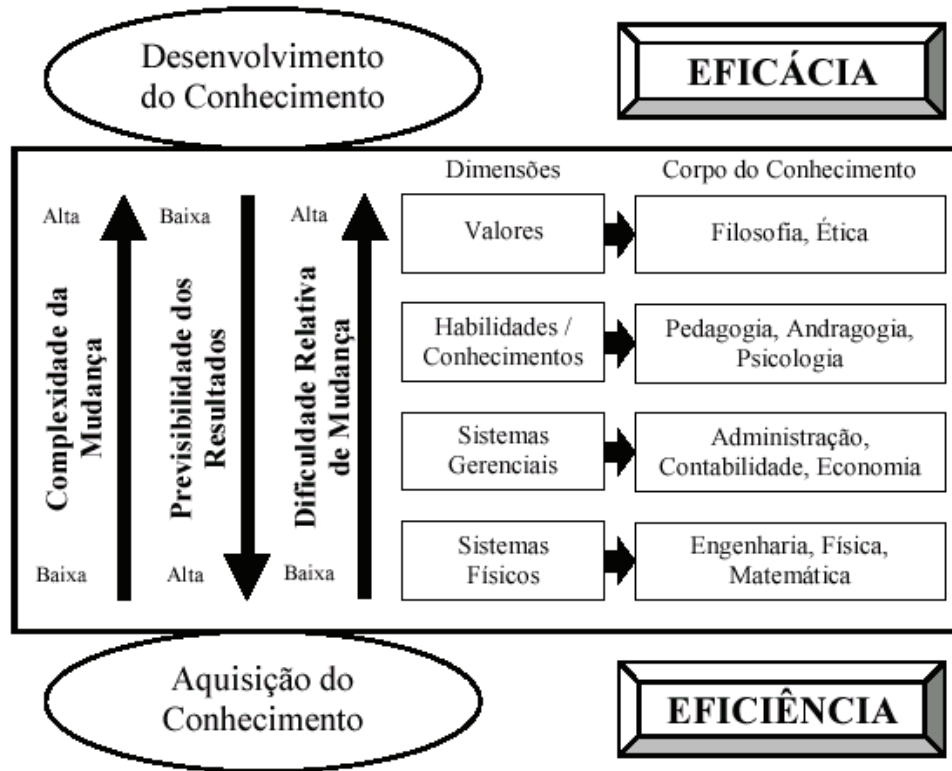 Desenvolvimento
do Conhecimento
EFICÁCIA
Dimensões
Corpo do Conhecimento
Alta
Baixa
Alta
Complexidade da
Mudança
Previsibilidade dos
Resultados
Dificuldade Relativa
de Mudança
Baixa
Alta
Baixa
Valores
Filosofia, Ética
Habilidades /
Conhecimentos
Pedagogia, Andragogia,
Psicologia
Sistemas
Gerenciais
Administração,
Contabilidade, Economia
Sistemas
Físicos
Engenharia, Física,
Matemática
Aquisição do
Conhecimento
EFICIÊNCIA